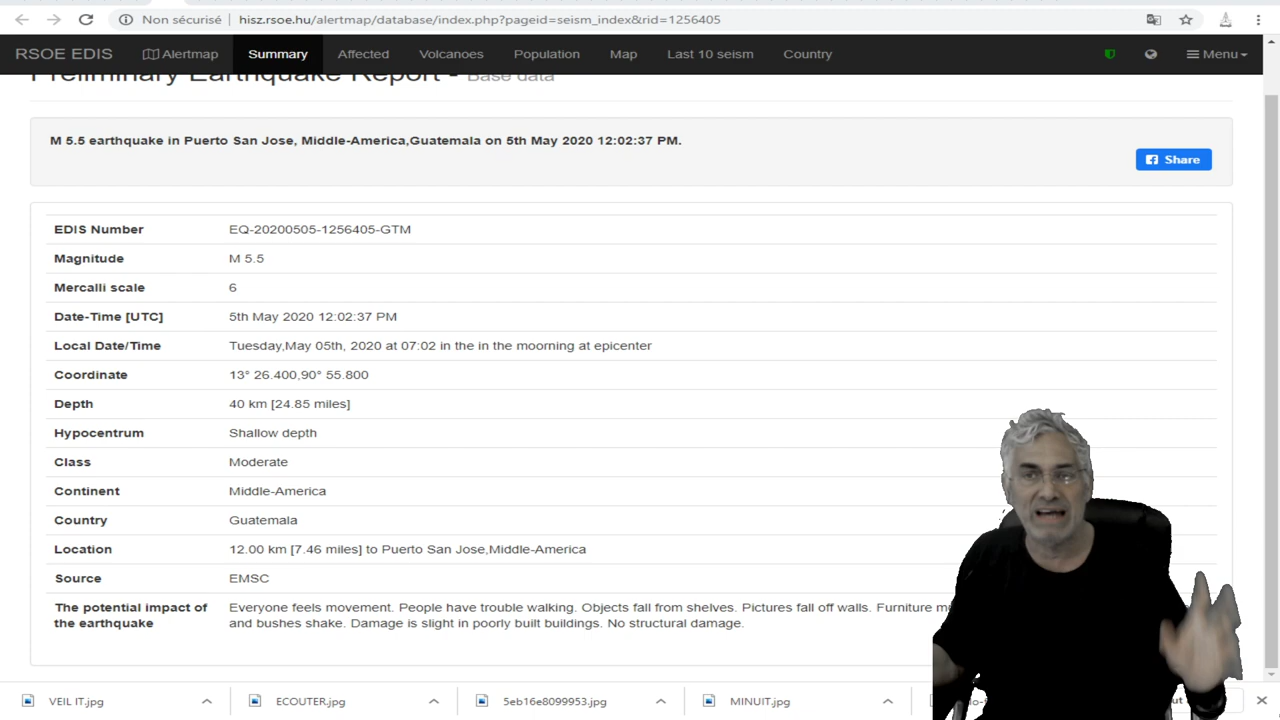 Non sécurisé hisz.rsoe.hu/alertmap/database/index.php?pageid=seism_index&rid=1256405
RSOE EDIS Alertmap Summary Affected Volcanoes Population Map Last 10 seism Country Menu
Preliminary Earthquake Report - Base data
M 5.5 earthquake in Puerto San Jose, Middle-America,Guatemala on 5th May 2020 12:02:37 PM.
Share
EDIS Number EQ-20200505-1256405-GTM
Magnitude M 5.5
Mercalli scale 6
Date-Time [UTC] 5th May 2020 12:02:37 PM
Local Date/Time Tuesday,May 05th, 2020 at 07:02 in the in the moorning at epicenter
Coordinate 13° 26.400,90° 55.800
Depth 40 km [24.85 miles]
Hypocentrum Shallow depth
Class Moderate
Continent Middle-America
Country Guatemala
Location 12.00 km [7.46 miles] to Puerto San Jose,Middle-America
Source EMSC
The potential impact of Everyone feels movement. People have trouble walking. Objects fall from shelves. Pictures fall off walls. Furniture
the earthquake and bushes shake. Damage is slight in poorly built buildings. No structural damage.
VEIL IT.jpg ECOUTER.jpg 5eb16e8099953.jpg MINUIT.jpg